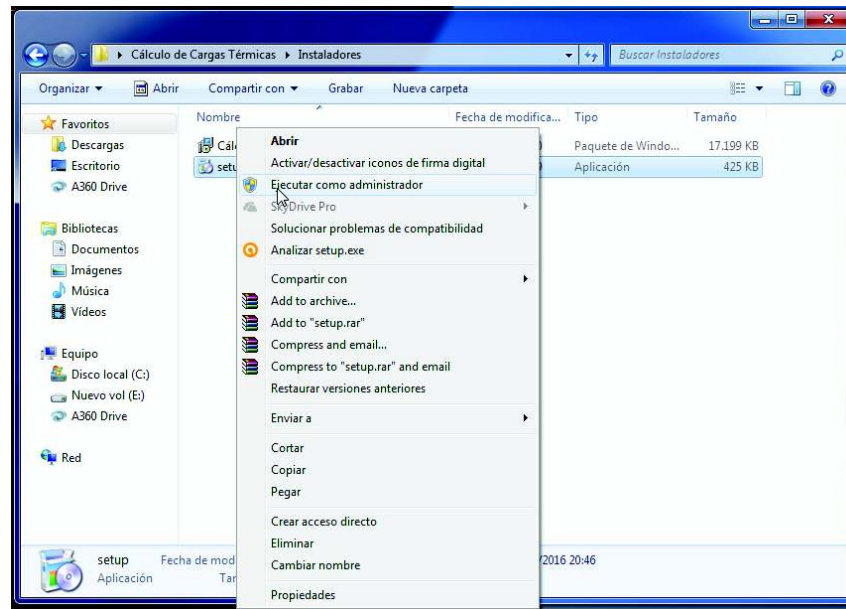 Cálculo de Cargas Térmicas Instaladores
Buscar Instaladores
Organizar Abrir Compartir con Grabar Nueva carpeta
Nombre Fecha de modifica... Tipo Tamaño
Favoritos
Descargas
Escritorio
A360 Drive
Bibliotecas
Documentos
Imágenes
Música
Vídeos
Equipo
Disco local (C:)
Nuevo vol (E:)
A360 Drive
Red
Paquete de Windo... 17.199 KB
Aplicación 425 KB
Abrir
Activar/desactivar iconos de firma digital
Ejecutar como administrador
SkyDrive Pro
Solucionar problemas de compatibilidad
Analizar setup.exe
Compartir con
Add to archive...
Add to "setup.rar"
Compress and email...
Compress to "setup.rar" and email
Restaurar versiones anteriores
Enviar a
Cortar
Copiar
Pegar
Crear acceso directo
Eliminar
Cambiar nombre
Propiedades
setup Fecha de mod /2016 20:46
Aplicación Tar